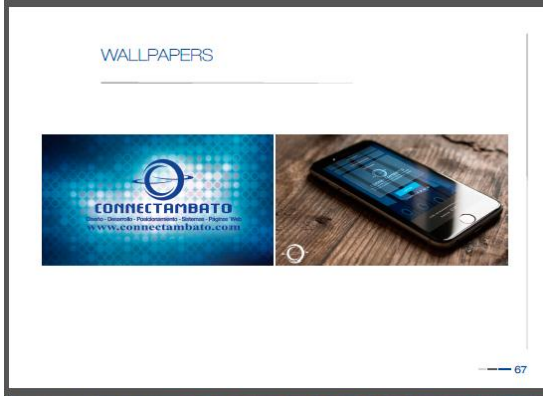 WALLPAPERS
CONNECTAMBATO
Diseño - Desarrollo - Posicionamiento - Sistemas - Páginas Web
www.connectambato.com
67